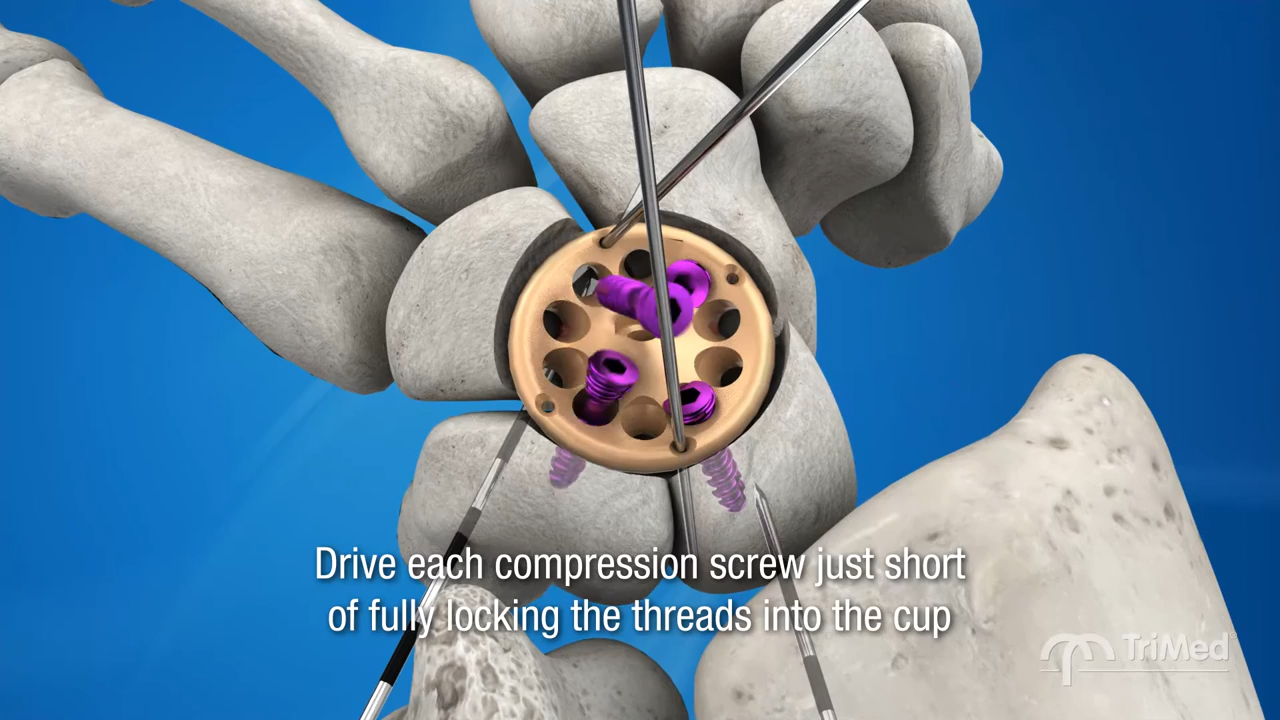 Drive each compression screw just short
of fully locking the threads into the cup
TriMed®